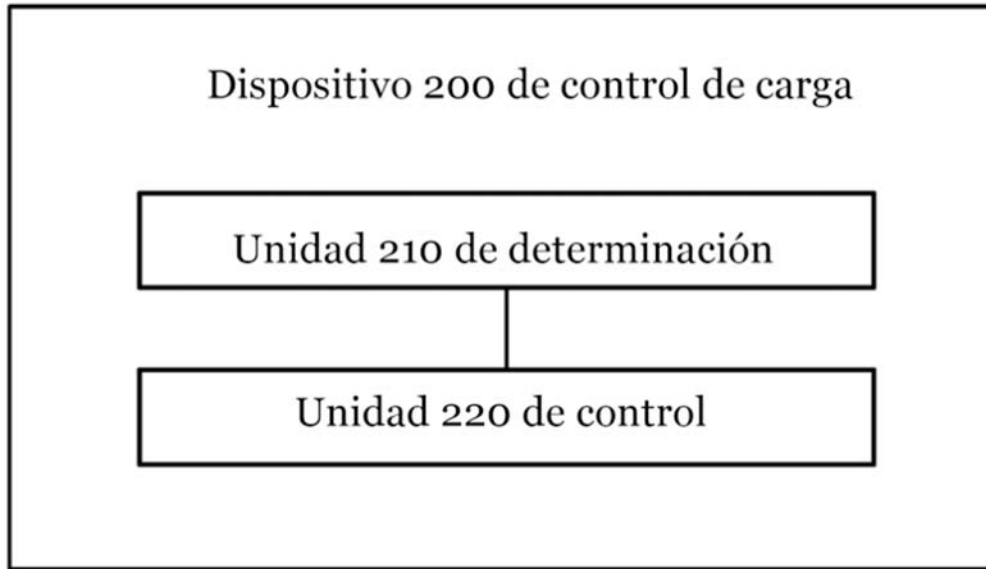 Dispositivo 200 de control de carga
Unidad 210 de determinación
Unidad 220 de control